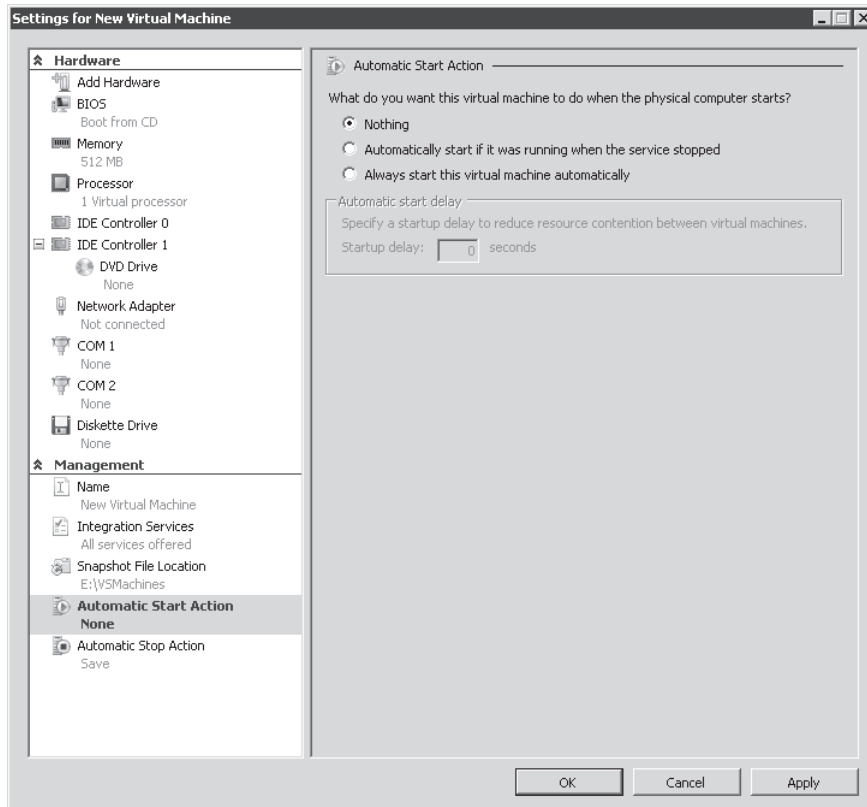 Settings for New Virtual Machine
Hardware
Add Hardware
BIOS
Boot from CD
Memory
512 MB
Processor
1 Virtual processor
IDE Controller 0
IDE Controller 1
DVD Drive
None
Network Adapter
Not connected
COM 1
None
COM 2
None
Diskette Drive
None
Management
Name
New Virtual Machine
Integration Services
All services offered
Snapshot File Location
E:\VSMachines
Automatic Start Action
None
Automatic Stop Action
Save
Automatic Start Action
What do you want this virtual machine to do when the physical computer starts?
Nothing
Automatically start if it was running when the service stopped
Always start this virtual machine automatically
Automatic start delay
Specify a startup delay to reduce resource contention between virtual machines.
Startup delay: 0 seconds
OK Cancel Apply